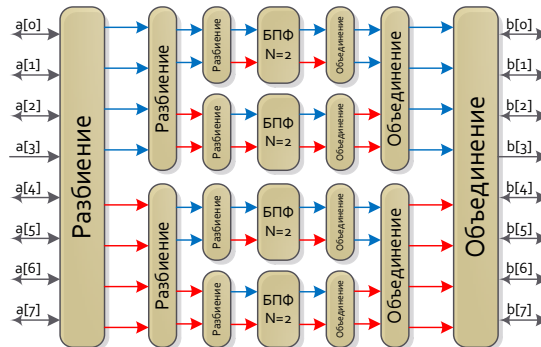 a[0]
a[1]
a[2]
a[3]
a[4]
a[5]
a[6]
a[7]
Разбиение
Разбиение
Разбиение
Разбиение
БПФ
N=2
Объединение
Разбиение
БПФ
N=2
Объединение
Объединение
Разбиение
БПФ
N=2
Объединение
Разбиение
БПФ
N=2
Объединение
Объединение
Объединение
b[0]
b[1]
b[2]
b[3]
b[4]
b[5]
b[6]
b[7]